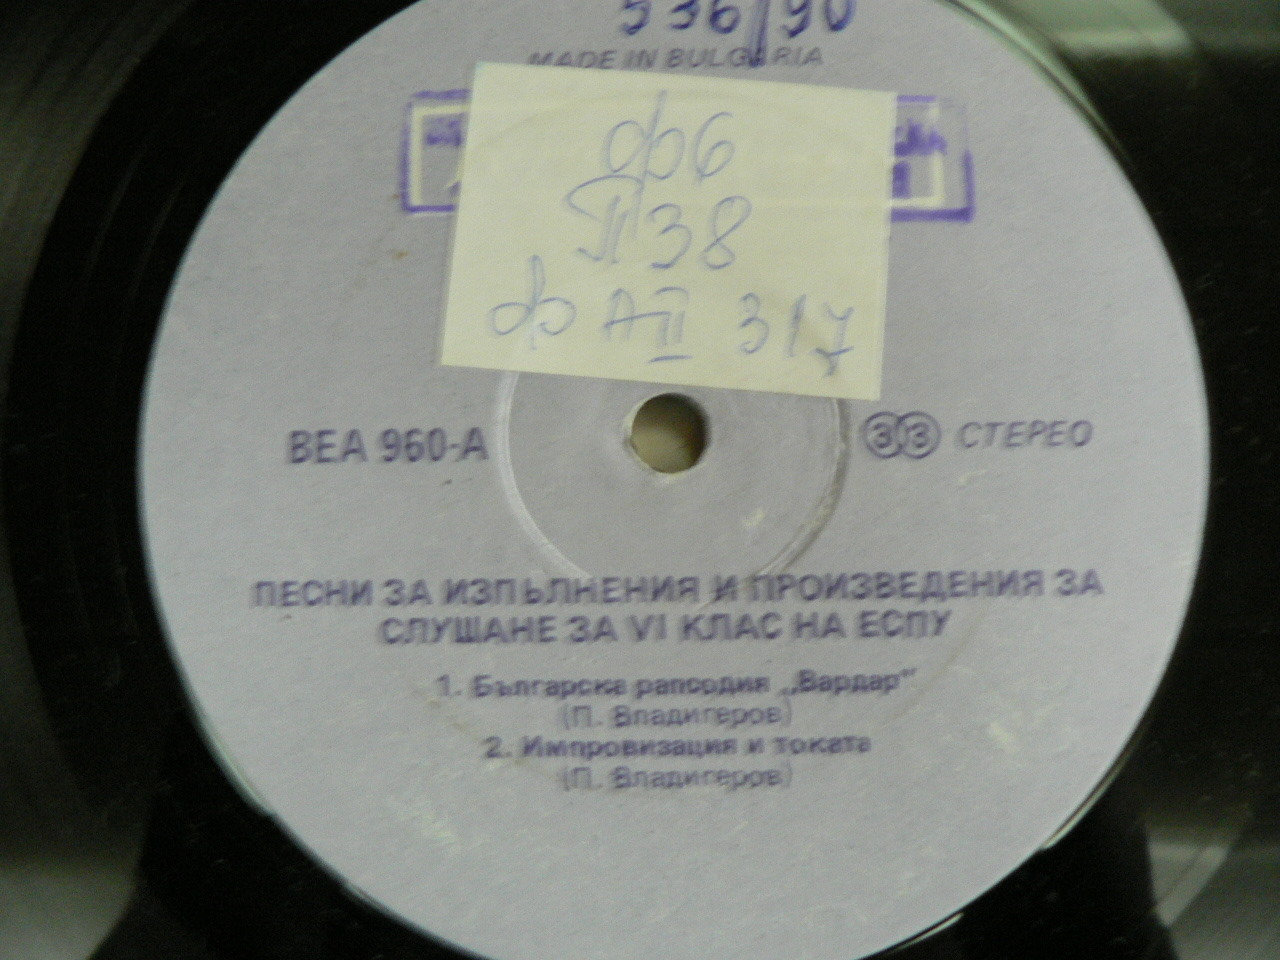 536/90
MADE IN BULGARIA
ф6
П38
ф АII 317
ВЕА 960-А
33 СТЕРЕО
ПЕСНИ ЗА ИЗПЪЛНЕНИЯ И ПРОИЗВЕДЕНИЯ ЗА
СЛУШАНЕ ЗА VI КЛАС НА ЕСПУ
1. Българска рапсодия „Вардар"
(П. Владигеров)
2. Импровизация и токата
(П. Владигеров)